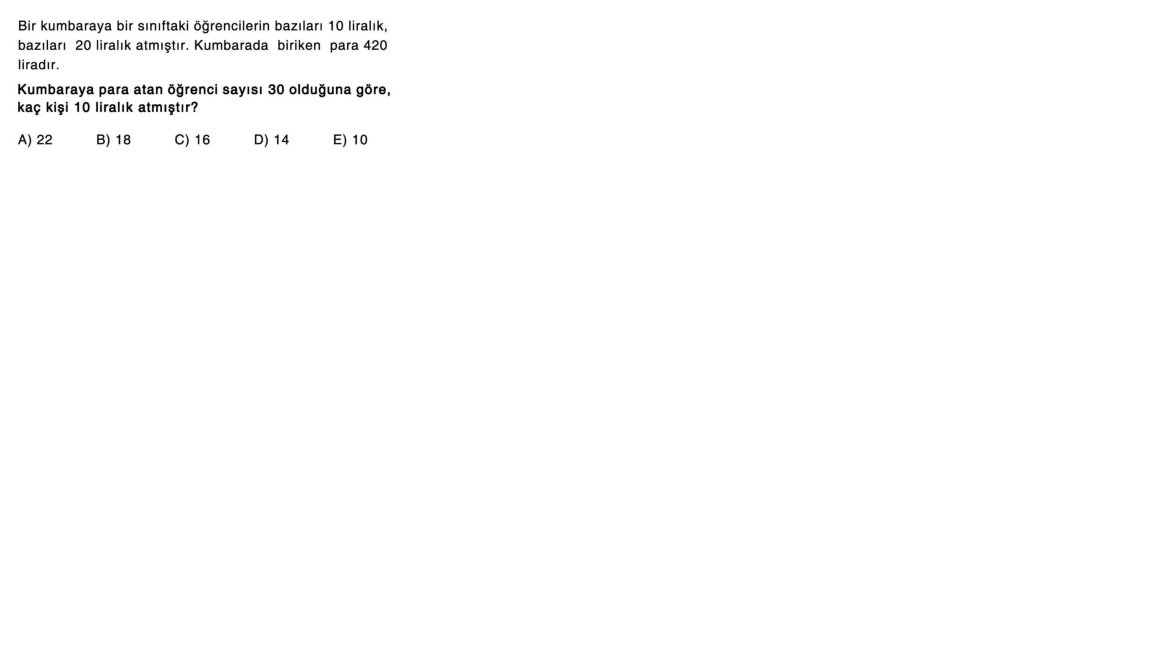 Bir kumbaraya bir sınıftaki öğrencilerin bazıları 10 liralık,
bazıları 20 liralık atmıştır. Kumbarada biriken para 420
liradır.
Kumbaraya para atan öğrenci sayısı 30 olduğuna göre,
kaç kişi 10 liralık atmıştır?
A) 22 B) 18 C) 16 D) 14 E) 10